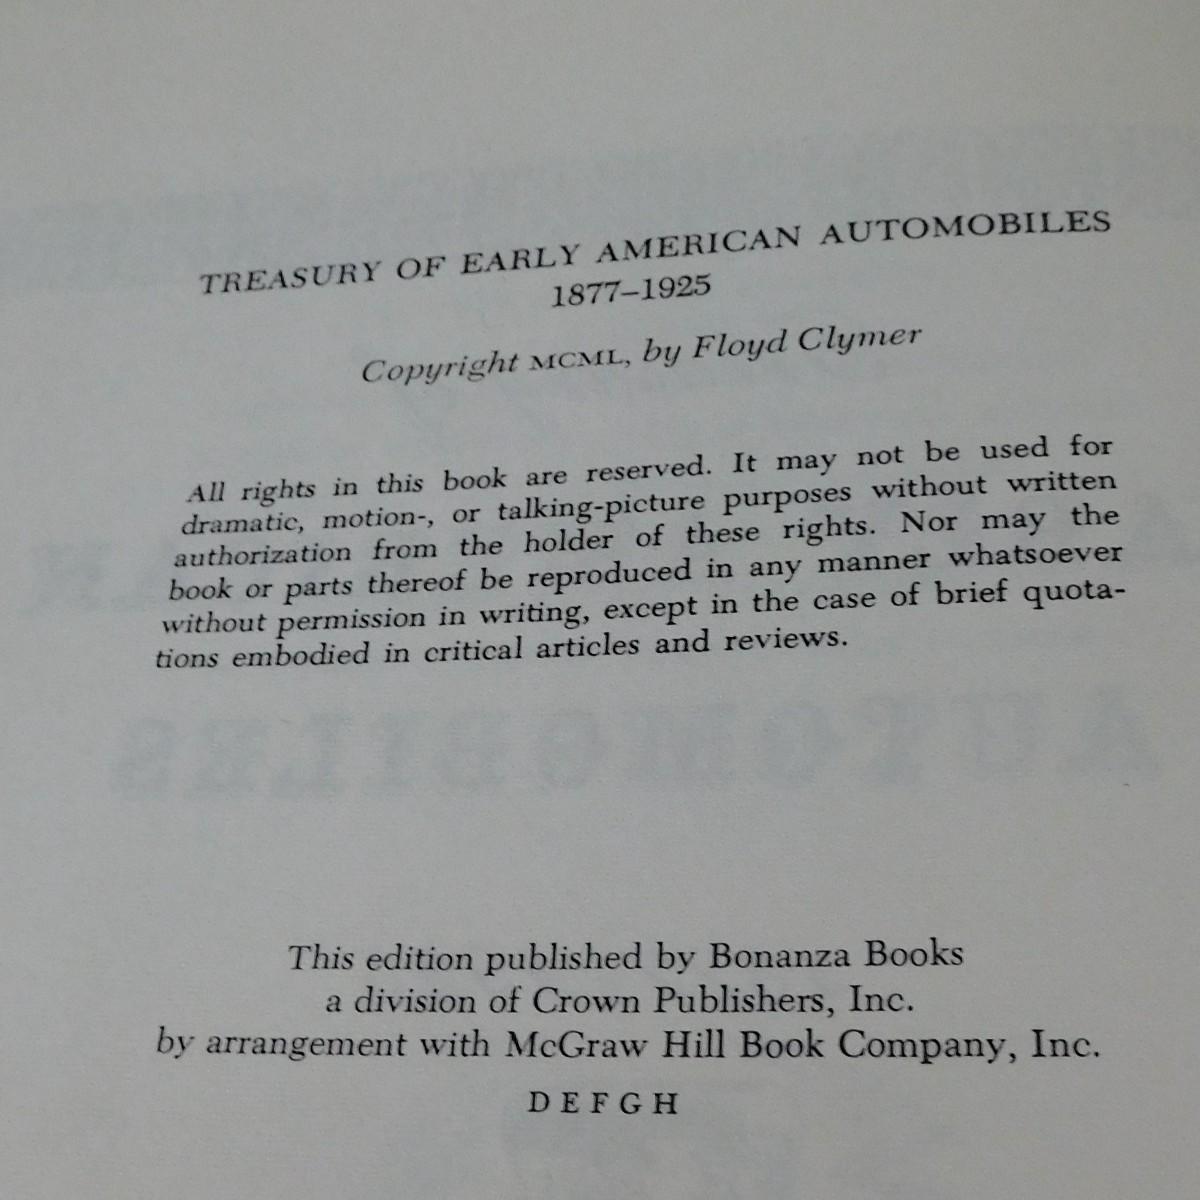 TREASURY OF EARLY AMERICAN AUTOMOBILES
1877–1925
Copyright MCML, by Floyd Clymer
All rights in this book are reserved. It may not be used for
dramatic, motion-, or talking-picture purposes without written
authorization from the holder of these rights. Nor may the
book or parts thereof be reproduced in any manner whatsoever
without permission in writing, except in the case of brief quota-
tions embodied in critical articles and reviews.
AUTOMOBILES
This edition published by Bonanza Books
a division of Crown Publishers, Inc.
by arrangement with McGraw Hill Book Company, Inc.
D E F G H